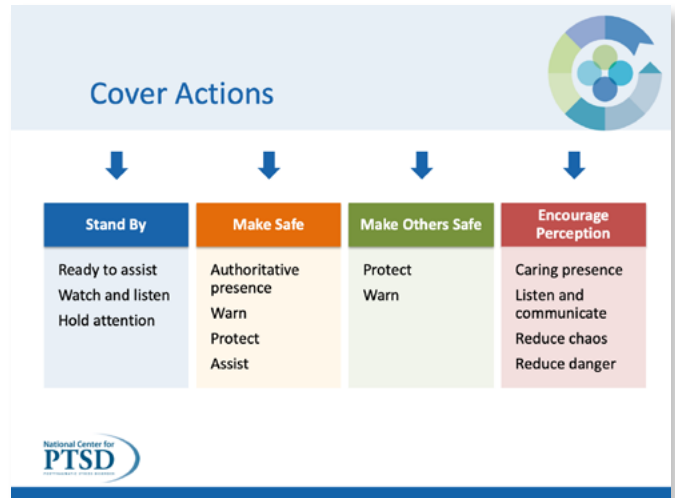 Cover Actions
Stand By
Ready to assist
Watch and listen
Hold attention
Make Safe
Authoritative
presence
Warn
Protect
Assist
Make Others Safe
Protect
Warn
Encourage
Perception
Caring presence
Listen and
communicate
Reduce chaos
Reduce danger
National Center for
PTSD